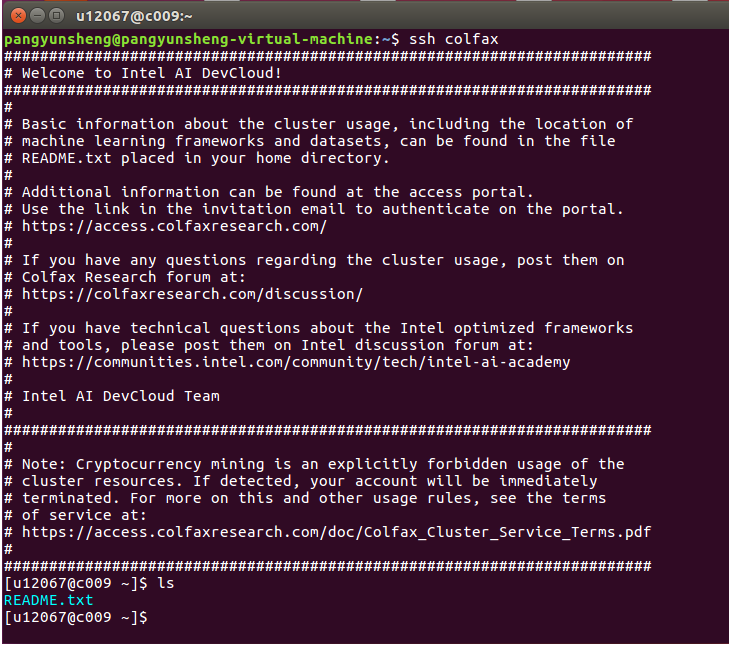 u12067@c009:~
pangyunsheng@pangyunsheng-virtual-machine:~$ ssh colfax
########################################################################
# Welcome to Intel AI DevCloud!
########################################################################
#
# Basic information about the cluster usage, including the location of
# machine learning frameworks and datasets, can be found in the file
# README.txt placed in your home directory.
#
# Additional information can be found at the access portal.
# Use the link in the invitation email to authenticate on the portal.
# https://access.colfaxresearch.com/
#
# If you have any questions regarding the cluster usage, post them on
# Colfax Research forum at:
# https://colfaxresearch.com/discussion/
#
# If you have technical questions about the Intel optimized frameworks
# and tools, please post them on Intel discussion forum at:
# https://communities.intel.com/community/tech/intel-ai-academy
#
# Intel AI DevCloud Team
#
########################################################################
#
# Note: Cryptocurrency mining is an explicitly forbidden usage of the
# cluster resources. If detected, your account will be immediately
# terminated. For more on this and other usage rules, see the terms
# of service at:
# https://access.colfaxresearch.com/doc/Colfax_Cluster_Service_Terms.pdf
#
########################################################################
[u12067@c009 ~]$ ls
README.txt
[u12067@c009 ~]$